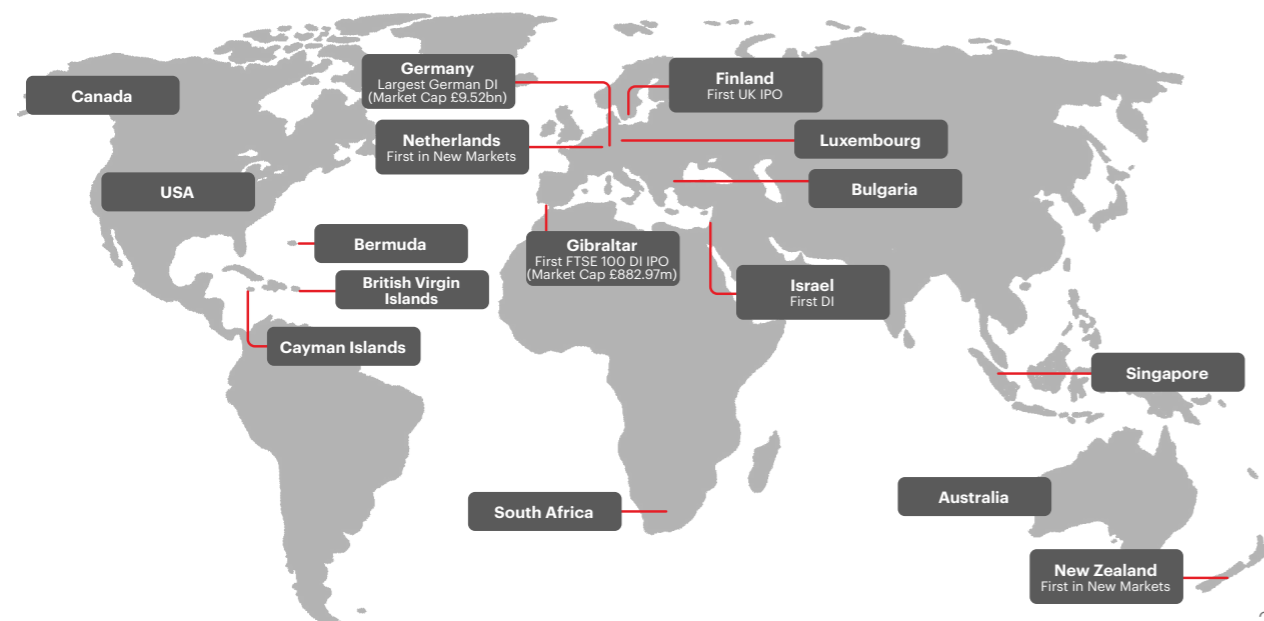 Canada
Germany
Largest German DI
(Market Cap £9.52bn)
Finland
First UK IPO
Netherlands
First in New Markets
Luxembourg
USA
Bulgaria
Bermuda
Gibraltar
First FTSE 100 DI IPO
(Market Cap £882.97m)
British Virgin
Islands
Israel
First DI
Cayman Islands
Singapore
South Africa
Australia
New Zealand
First in New Markets